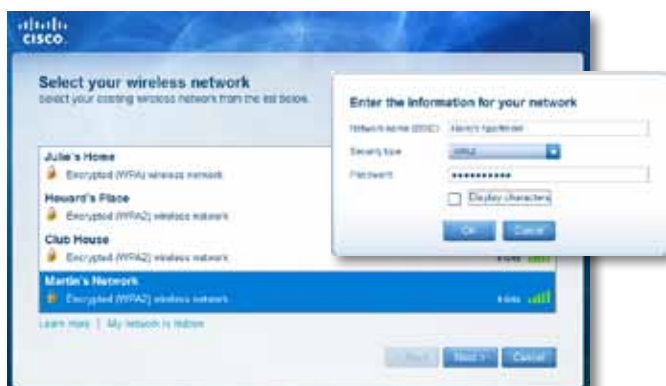 CISCO
Select your wireless network
Select your existing wireless network from the list below.
Julie's Home
Encrypted (WPA) wireless network
Howard's Place
Encrypted (WPA2) wireless network
Club House
Encrypted (WPA2) wireless network
Martin's Network
Encrypted (WPA2) wireless network
Learn more | My network is hidden
Next > Cancel
Enter the information for your network
Network name (SSID)
Security type WPA2
Password
Display characters
OK Cancel